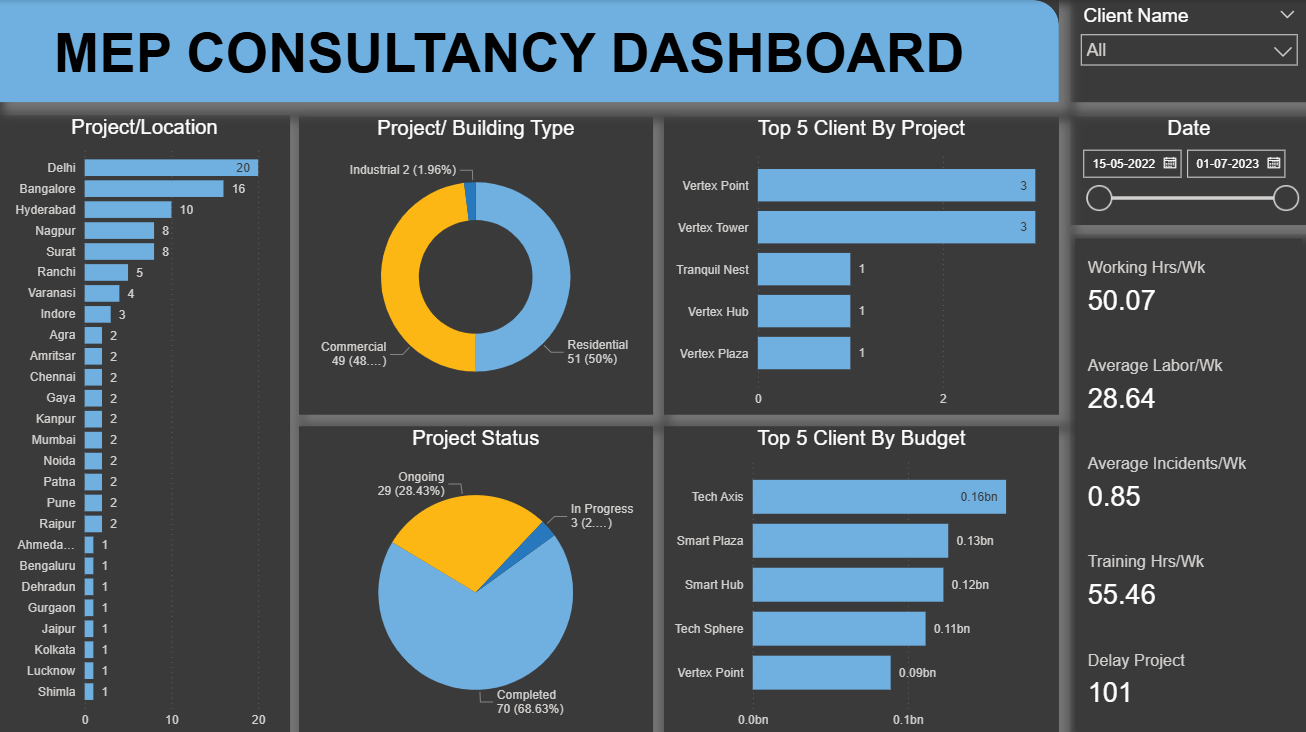 MEP CONSULTANCY DASHBOARD
Client Name
All
Project/Location
Delhi 20
Bangalore 16
Hyderabad 10
Nagpur 8
Surat 8
Ranchi 5
Varanasi 4
Indore 3
Agra 2
Amritsar 2
Chennai 2
Gaya 2
Kanpur 2
Mumbai 2
Noida 2
Patna 2
Pune 2
Raipur 2
Ahmeda... 1
Bengaluru 1
Dehradun 1
Gurgaon 1
Jaipur 1
Kolkata 1
Lucknow 1
Shimla 1
0 10 20
Project/ Building Type
Industrial 2 (1.96%)
Commercial
49 (48....)
Residential
51 (50%)
Top 5 Client By Project
Vertex Point 3
Vertex Tower 3
Tranquil Nest 1
Vertex Hub 1
Vertex Plaza 1
0 2
Date
15-05-2022 01-07-2023
Project Status
Ongoing
29 (28.43%)
In Progress
3 (2....)
Completed
70 (68.63%)
Top 5 Client By Budget
Tech Axis 0.16bn
Smart Plaza 0.13bn
Smart Hub 0.12bn
Tech Sphere 0.11bn
Vertex Point 0.09bn
0.0bn 0.1bn
Working Hrs/Wk
50.07
Average Labor/Wk
28.64
Average Incidents/Wk
0.85
Training Hrs/Wk
55.46
Delay Project
101